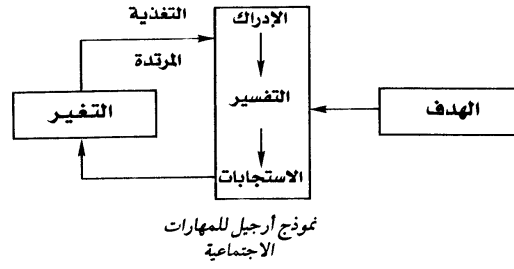 التغذية
المرتدة
الإدراك
التفسير
الاستجابات
الهدف
التغير
نموذج أرجيل للمهارات
الاجتماعية